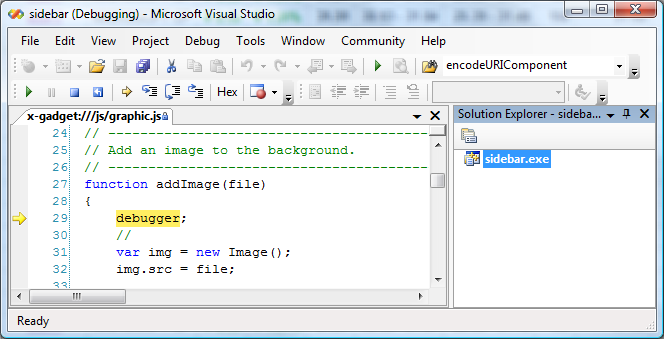 sidebar (Debugging) - Microsoft Visual Studio
File Edit View Project Debug Tools Window Community Help
encodeURIComponent
Hex
x-gadget:///js/graphic.js
Solution Explorer - sideba...
sidebar.exe
24 // --------------------------------------
25 // Add an image to the background.
26 // --------------------------------------
27 function addImage(file)
28 {
29 debugger;
30 //
31 var img = new Image();
32 img.src = file;
33
Ready